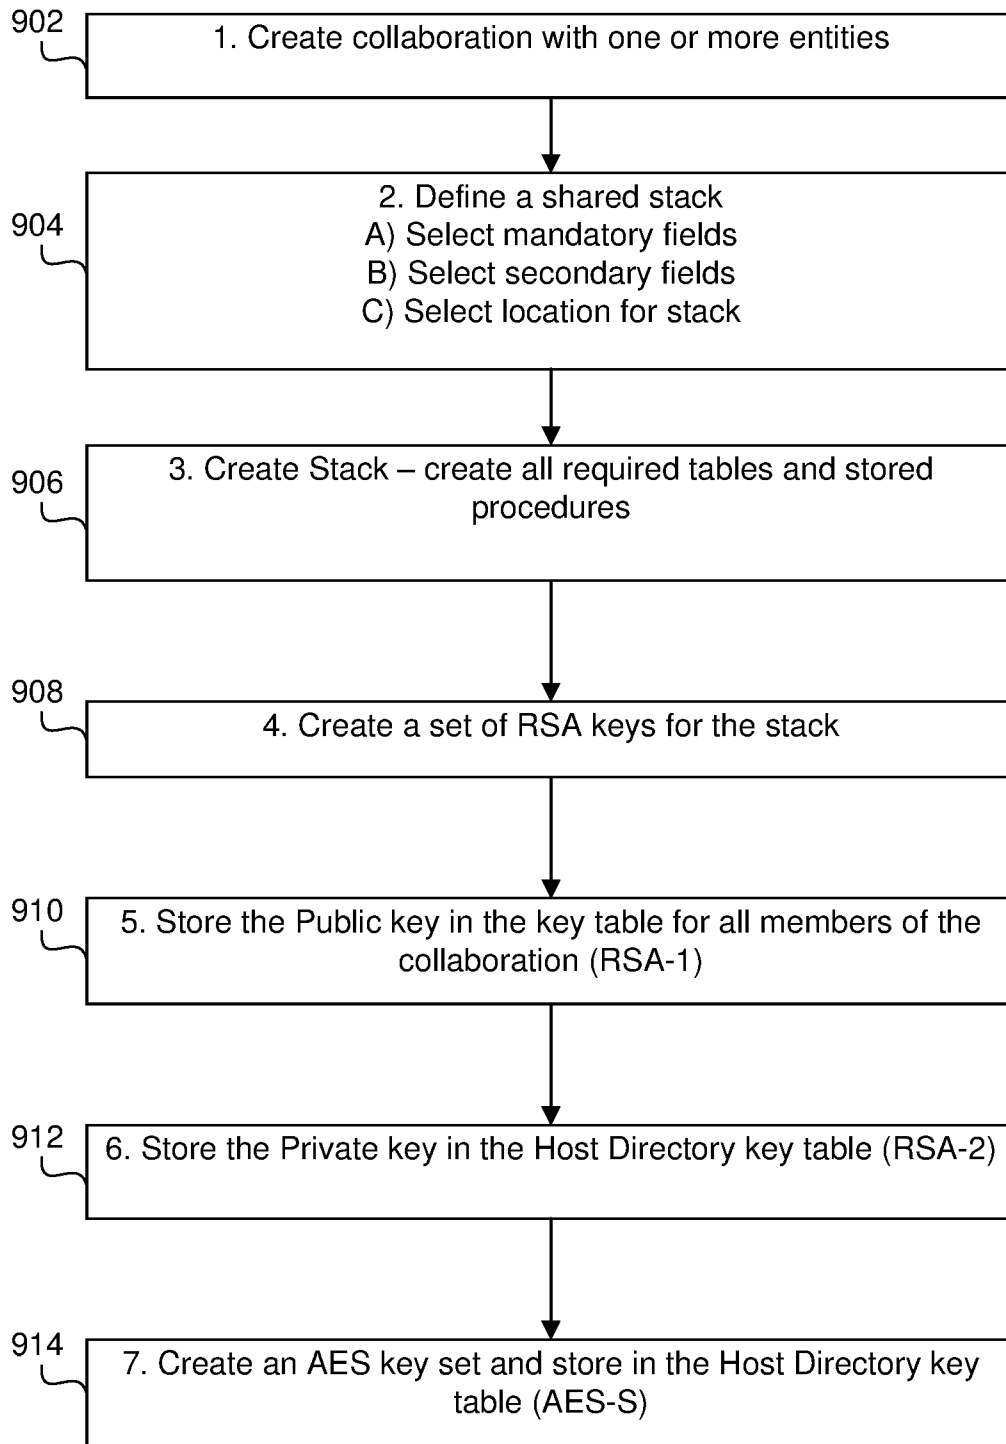 902
1. Create collaboration with one or more entities
904
2. Define a shared stack
A) Select mandatory fields
B) Select secondary fields
C) Select location for stack
906
3. Create Stack – create all required tables and stored
procedures
908
4. Create a set of RSA keys for the stack
910
5. Store the Public key in the key table for all members of the
collaboration (RSA-1)
912
6. Store the Private key in the Host Directory key table (RSA-2)
914
7. Create an AES key set and store in the Host Directory key
table (AES-S)